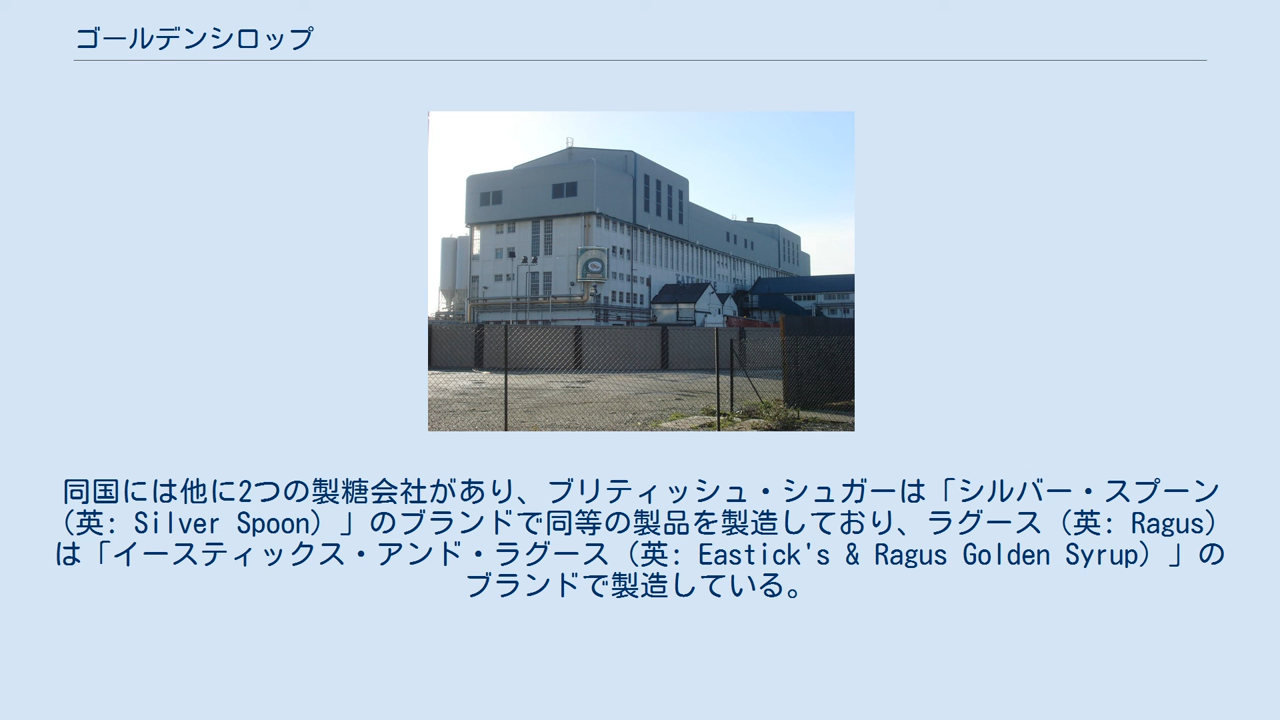 ゴールデンシロップ
同国には他に2つの製糖会社があり、ブリティッシュ・シュガーは「シルバー・スプーン
（英: Silver Spoon）」のブランドで同等の製品を製造しており、ラグース（英: Ragus）
は「イースティックス・アンド・ラグース（英: Eastick's & Ragus Golden Syrup）」の
ブランドで製造している。